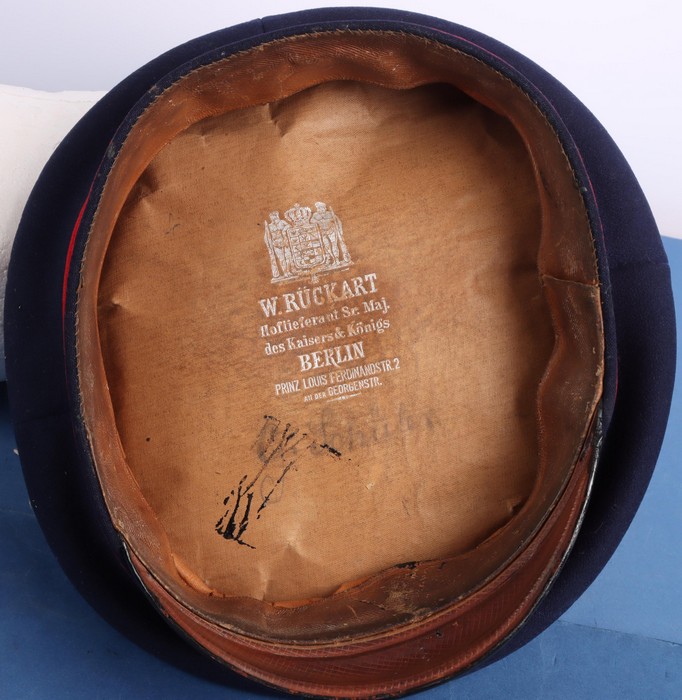 W. RÜCKART
Hoflieferant Sr. Maj.
des Kaisers & Königs
BERLIN
PRINZ LOUIS FERDINANDSTR. 2
AN DER GEORGENSTR.